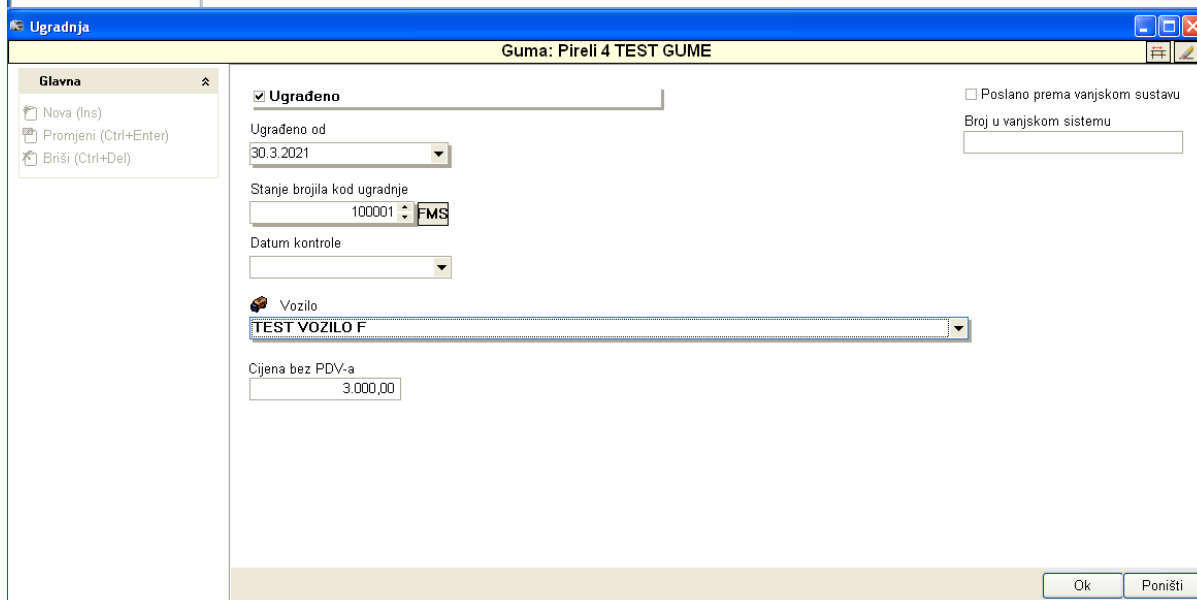 Ugradnja
Guma: Pireli 4 TEST GUME
Glavna
Nova (Ins)
Promjeni (Ctrl+Enter)
Briši (Ctrl+Del)
Ugrađeno
Ugrađeno od
30.3.2021
Stanje brojila kod ugradnje
100001 FMS
Datum kontrole
Vozilo
TEST VOZILO F
Cijena bez PDV-a
3.000,00
Poslano prema vanjskom sustavu
Broj u vanjskom sistemu
Ok Poništi